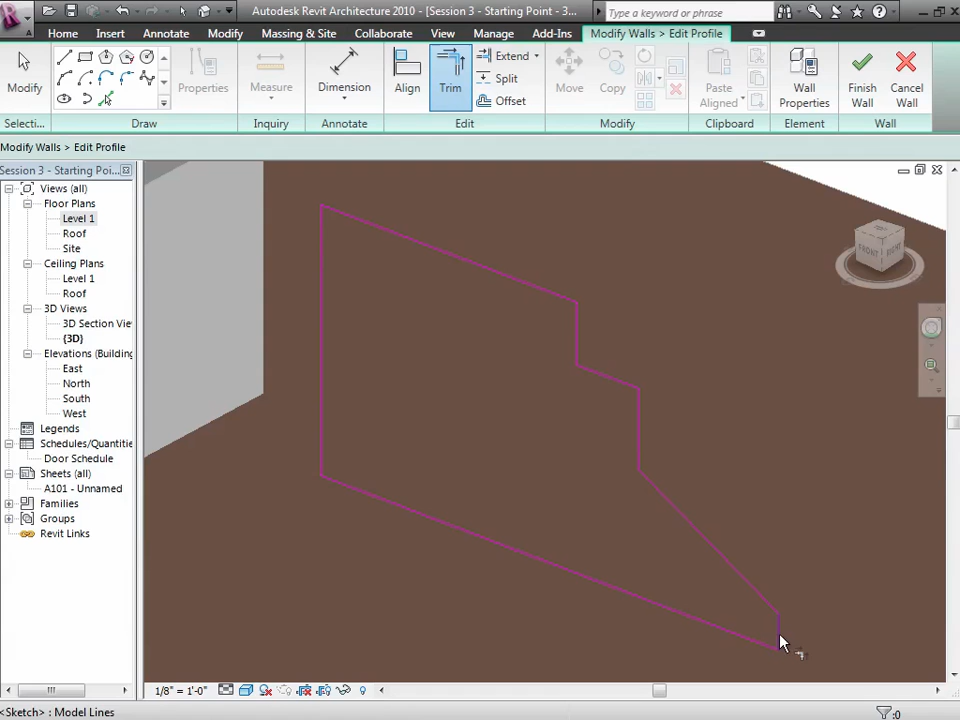 Autodesk Revit Architecture 2010 - [Session 3 - Starting Point - 3...
Type a keyword or phrase
Home Insert Annotate Modify Massing & Site Collaborate View Manage Add-Ins Modify Walls > Edit Profile
Modify Properties Measure Dimension Align Trim Extend Split Offset Move Copy Paste Aligned Wall Properties Finish Wall Cancel Wall
Selecti... Draw Inquiry Annotate Edit Modify Clipboard Element Wall
Modify Walls > Edit Profile
Session 3 - Starting Poi...
Views (all)
Floor Plans
Level 1
Roof
Site
Ceiling Plans
Level 1
Roof
3D Views
3D Section Vie
{3D}
Elevations (Building
East
North
South
West
Legends
Schedules/Quantitie
Door Schedule
Sheets (all)
A101 - Unnamed
Families
Groups
Revit Links
FRONT RIGHT
1/8" = 1'-0"
<Sketch> : Model Lines
:0